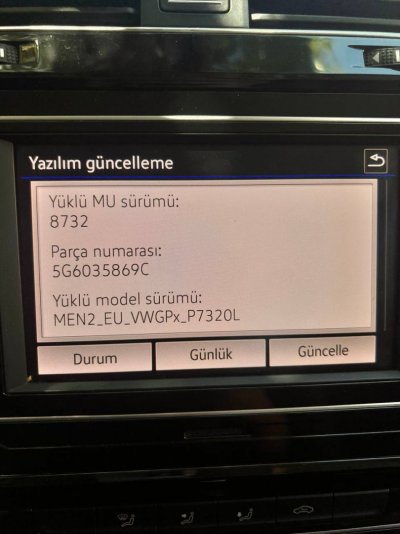 Yazılım güncelleme
Yüklü MU sürümü:
8732
Parça numarası:
5G6035869C
Yüklü model sürümü:
MEN2_EU_VWGPx_P7320L
Durum
Günlük
Güncelle